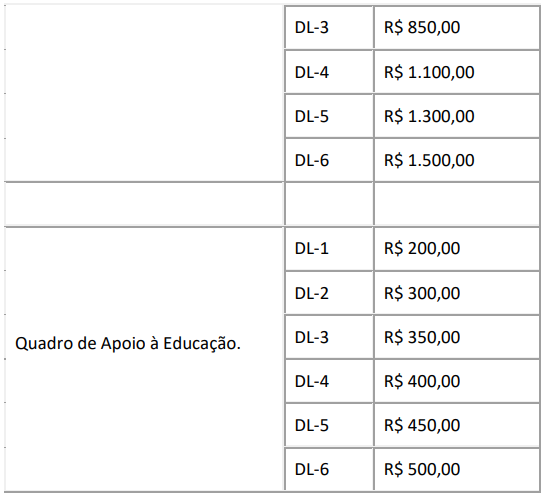 DL-3 R$ 850,00
DL-4 R$ 1.100,00
DL-5 R$ 1.300,00
DL-6 R$ 1.500,00
DL-1 R$ 200,00
DL-2 R$ 300,00
Quadro de Apoio à Educação. DL-3 R$ 350,00
DL-4 R$ 400,00
DL-5 R$ 450,00
DL-6 R$ 500,00